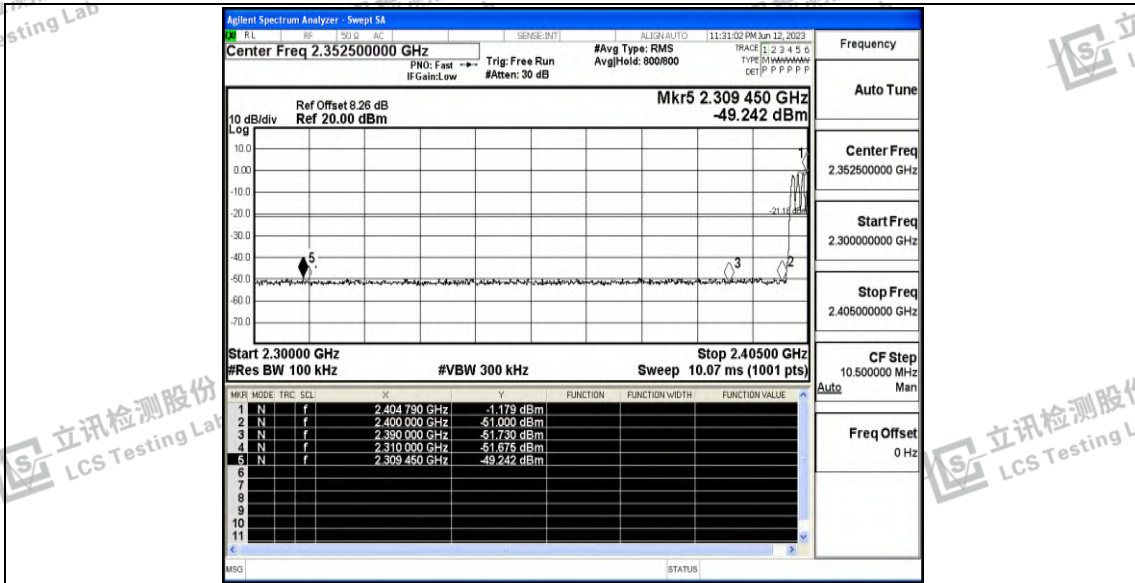 Agilent Spectrum Analyzer - Swept SA
RL RF 50 Ω AC SENSE:INT ALIGNAUTO 11:31:02 PM Jun 12, 2023
Center Freq 2.352500000 GHz
PNO: Fast
IFGain:Low
Trig: Free Run
#Atten: 30 dB
#Avg Type: RMS
Avg|Hold: 800/800
TRACE 1 2 3 4 5 6
TYPE M
DET P P P P P P
Frequency
Auto Tune
Center Freq
2.352500000 GHz
Start Freq
2.300000000 GHz
Stop Freq
2.405000000 GHz
CF Step
10.500000 MHz
Auto Man
Freq Offset
0 Hz
Mkr5 2.309 450 GHz
-49.242 dBm
Ref Offset 8.26 dB
10 dB/div Ref 20.00 dBm
Log
10.0
0.00
-10.0
-20.0
-30.0
-40.0
-50.0
-60.0
-70.0
1
5
3
2
Start 2.30000 GHz Stop 2.40500 GHz
#Res BW 100 kHz #VBW 300 kHz Sweep 10.07 ms (1001 pts)
MKR MODE TRC SCL X Y FUNCTION FUNCTION WIDTH FUNCTION VALUE
1 N f 2.404 790 GHz -1.179 dBm
2 N f 2.400 000 GHz -51.000 dBm
3 N f 2.390 000 GHz -51.730 dBm
4 N f 2.310 000 GHz -51.675 dBm
5 N f 2.309 450 GHz -49.242 dBm
6
7
8
9
10
11
MSG STATUS
立讯检测股份
LCS Testing Lab
立讯检测股份
LCS Testing L
sting Lab